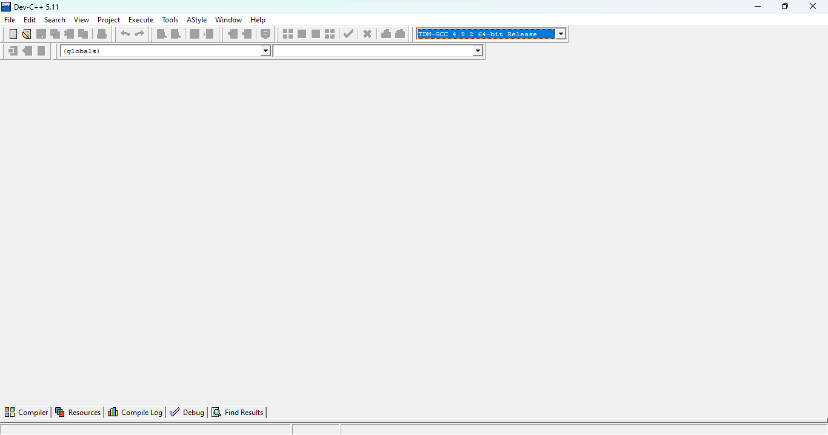 Dev-C++ 5.11
File Edit Search View Project Execute Tools AStyle Window Help
TDM-GCC 4.9.2 64-bit Release
(globals)
Compiler Resources Compile Log Debug Find Results